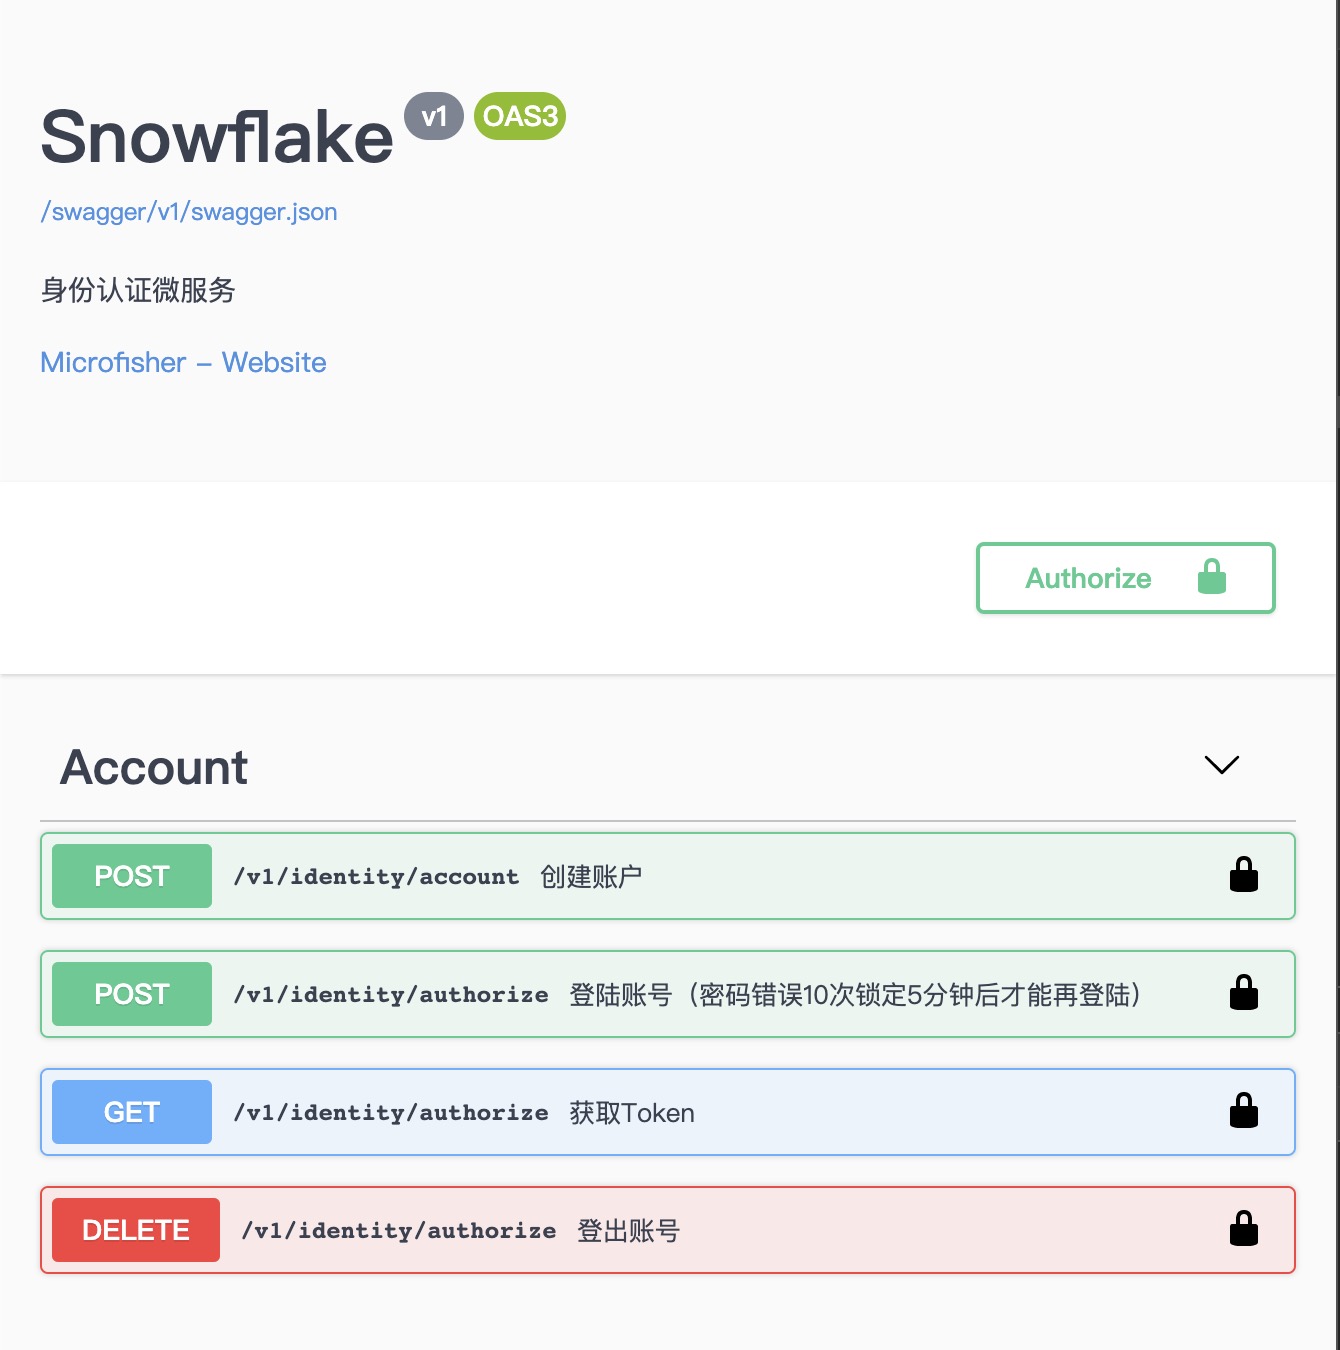 Snowflake v1 OAS3
/swagger/v1/swagger.json
身份认证微服务
Microfisher – Website
Authorize
Account
POST /v1/identity/account 创建账户
POST /v1/identity/authorize 登陆账号（密码错误10次锁定5分钟后才能再登陆）
GET /v1/identity/authorize 获取Token
DELETE /v1/identity/authorize 登出账号